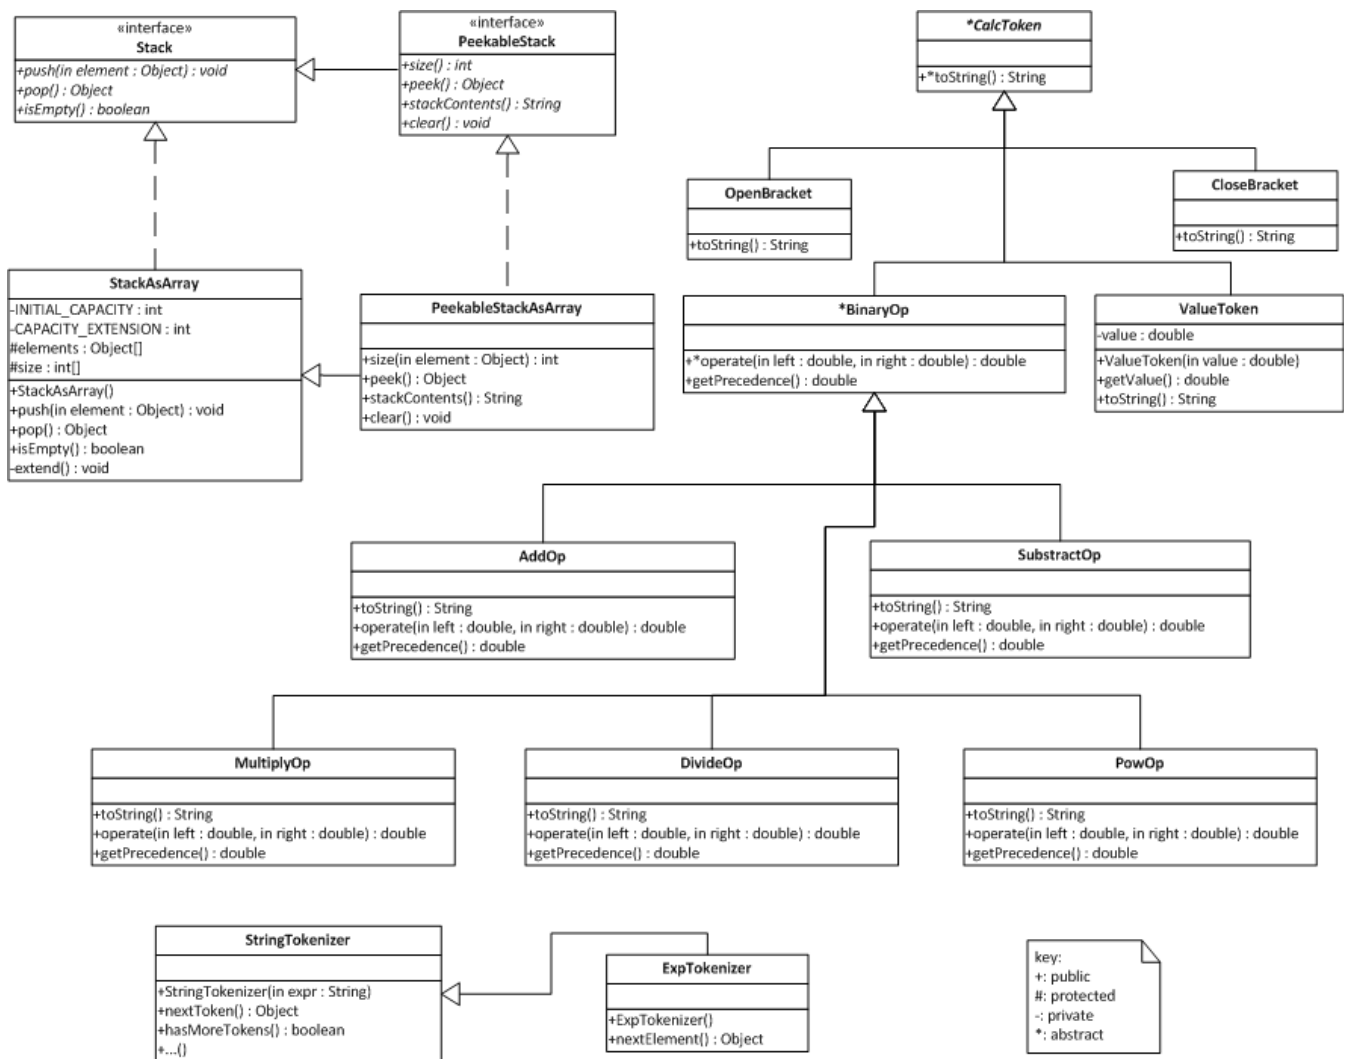 «interface»
Stack
+push(in element : Object) : void
+pop() : Object
+isEmpty() : boolean
«interface»
PeekableStack
+size() : int
+peek() : Object
+stackContents() : String
+clear() : void
*CalcToken
+*toString() : String
OpenBracket
+toString() : String
CloseBracket
+toString() : String
StackAsArray
-INITIAL_CAPACITY : int
-CAPACITY_EXTENSION : int
#elements : Object[]
#size : int[]
+StackAsArray()
+push(in element : Object) : void
+pop() : Object
+isEmpty() : boolean
-extend() : void
PeekableStackAsArray
+size(in element : Object) : int
+peek() : Object
+stackContents() : String
+clear() : void
*BinaryOp
+*operate(in left : double, in right : double) : double
+getPrecedence() : double
ValueToken
-value : double
+ValueToken(in value : double)
+getValue() : double
+toString() : String
AddOp
+toString() : String
+operate(in left : double, in right : double) : double
+getPrecedence() : double
SubstractOp
+toString() : String
+operate(in left : double, in right : double) : double
+getPrecedence() : double
MultiplyOp
+toString() : String
+operate(in left : double, in right : double) : double
+getPrecedence() : double
DivideOp
+toString() : String
+operate(in left : double, in right : double) : double
+getPrecedence() : double
PowOp
+toString() : String
+operate(in left : double, in right : double) : double
+getPrecedence() : double
StringTokenizer
+StringTokenizer(in expr : String)
+nextToken() : Object
+hasMoreTokens() : boolean
+...()
ExpTokenizer
+ExpTokenizer()
+nextElement() : Object
key:
+: public
#: protected
-: private
*: abstract